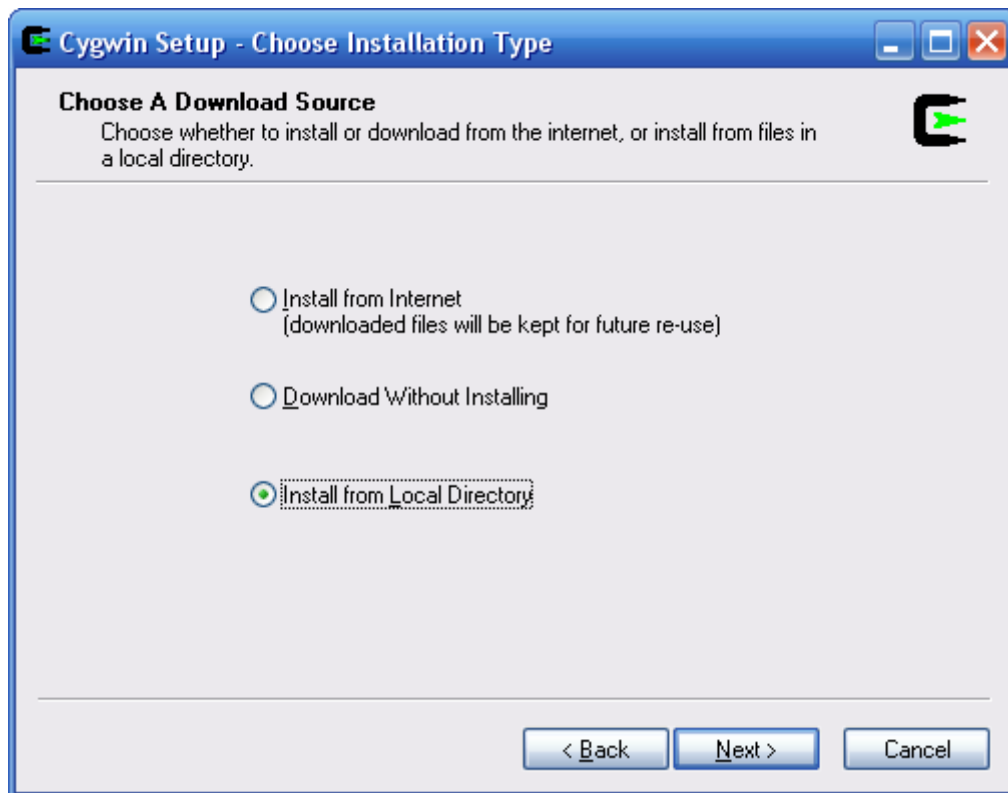 Cygwin Setup - Choose Installation Type
Choose A Download Source
Choose whether to install or download from the internet, or install from files in
a local directory.
Install from Internet
(downloaded files will be kept for future re-use)
Download Without Installing
Install from Local Directory
< Back
Next >
Cancel